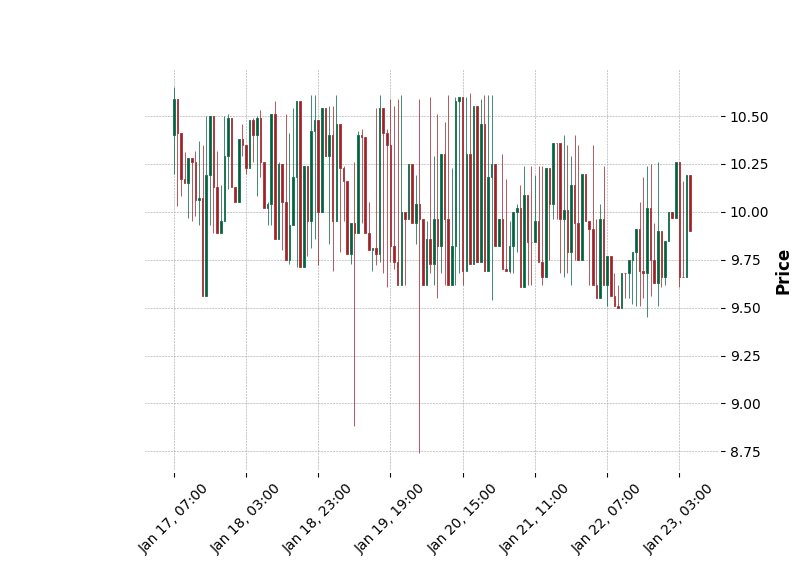 10.50
10.25
10.00
9.75
9.50
9.25
9.00
8.75
Price
Jan 17, 07:00
Jan 18, 03:00
Jan 18, 23:00
Jan 19, 19:00
Jan 20, 15:00
Jan 21, 11:00
Jan 22, 07:00
Jan 23, 03:00